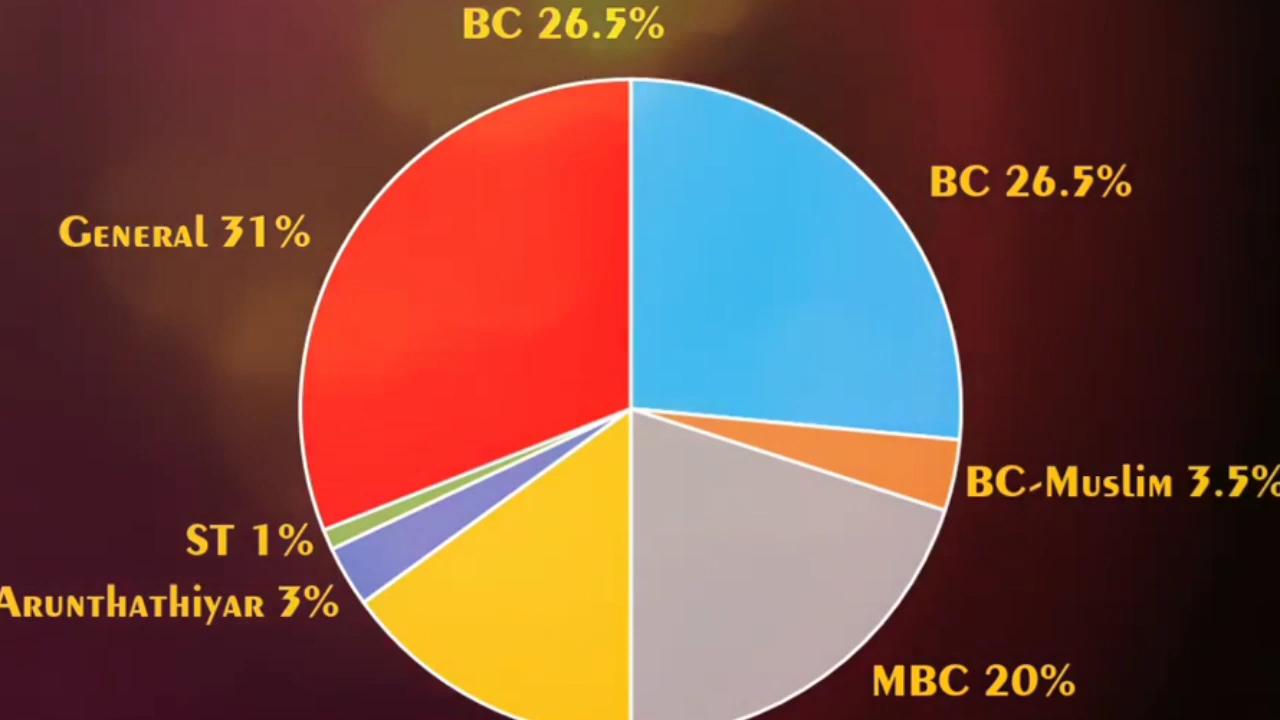 BC 26.5%
BC 26.5%
General 31%
BC-Muslim 3.5%
ST 1%
Arunthathiyar 3%
MBC 20%